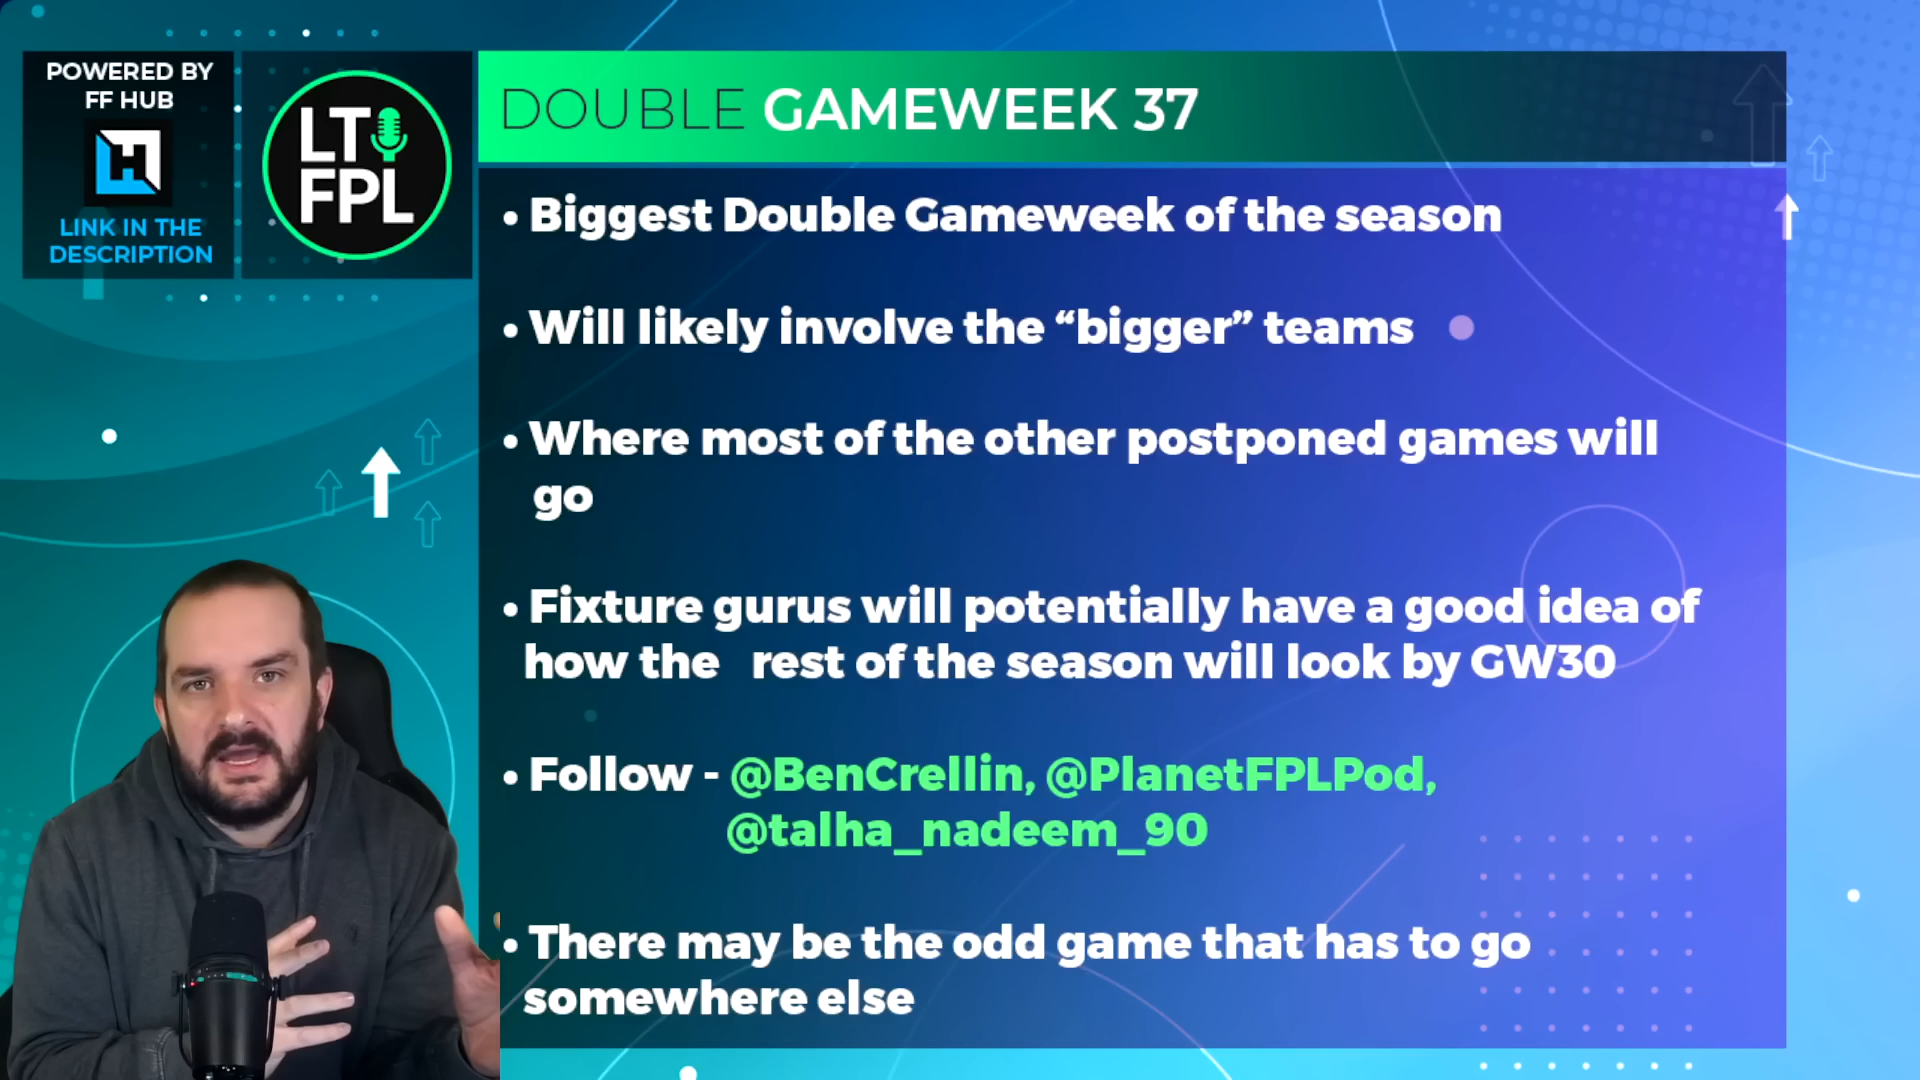 POWERED BY
FF HUB
LINK IN THE
DESCRIPTION
LT
FPL
DOUBLE GAMEWEEK 37
• Biggest Double Gameweek of the season
• Will likely involve the “bigger” teams
• Where most of the other postponed games will
go
• Fixture gurus will potentially have a good idea of
how the rest of the season will look by GW30
• Follow - @BenCrellin, @PlanetFPLPod,
@talha_nadeem_90
• There may be the odd game that has to go
somewhere else